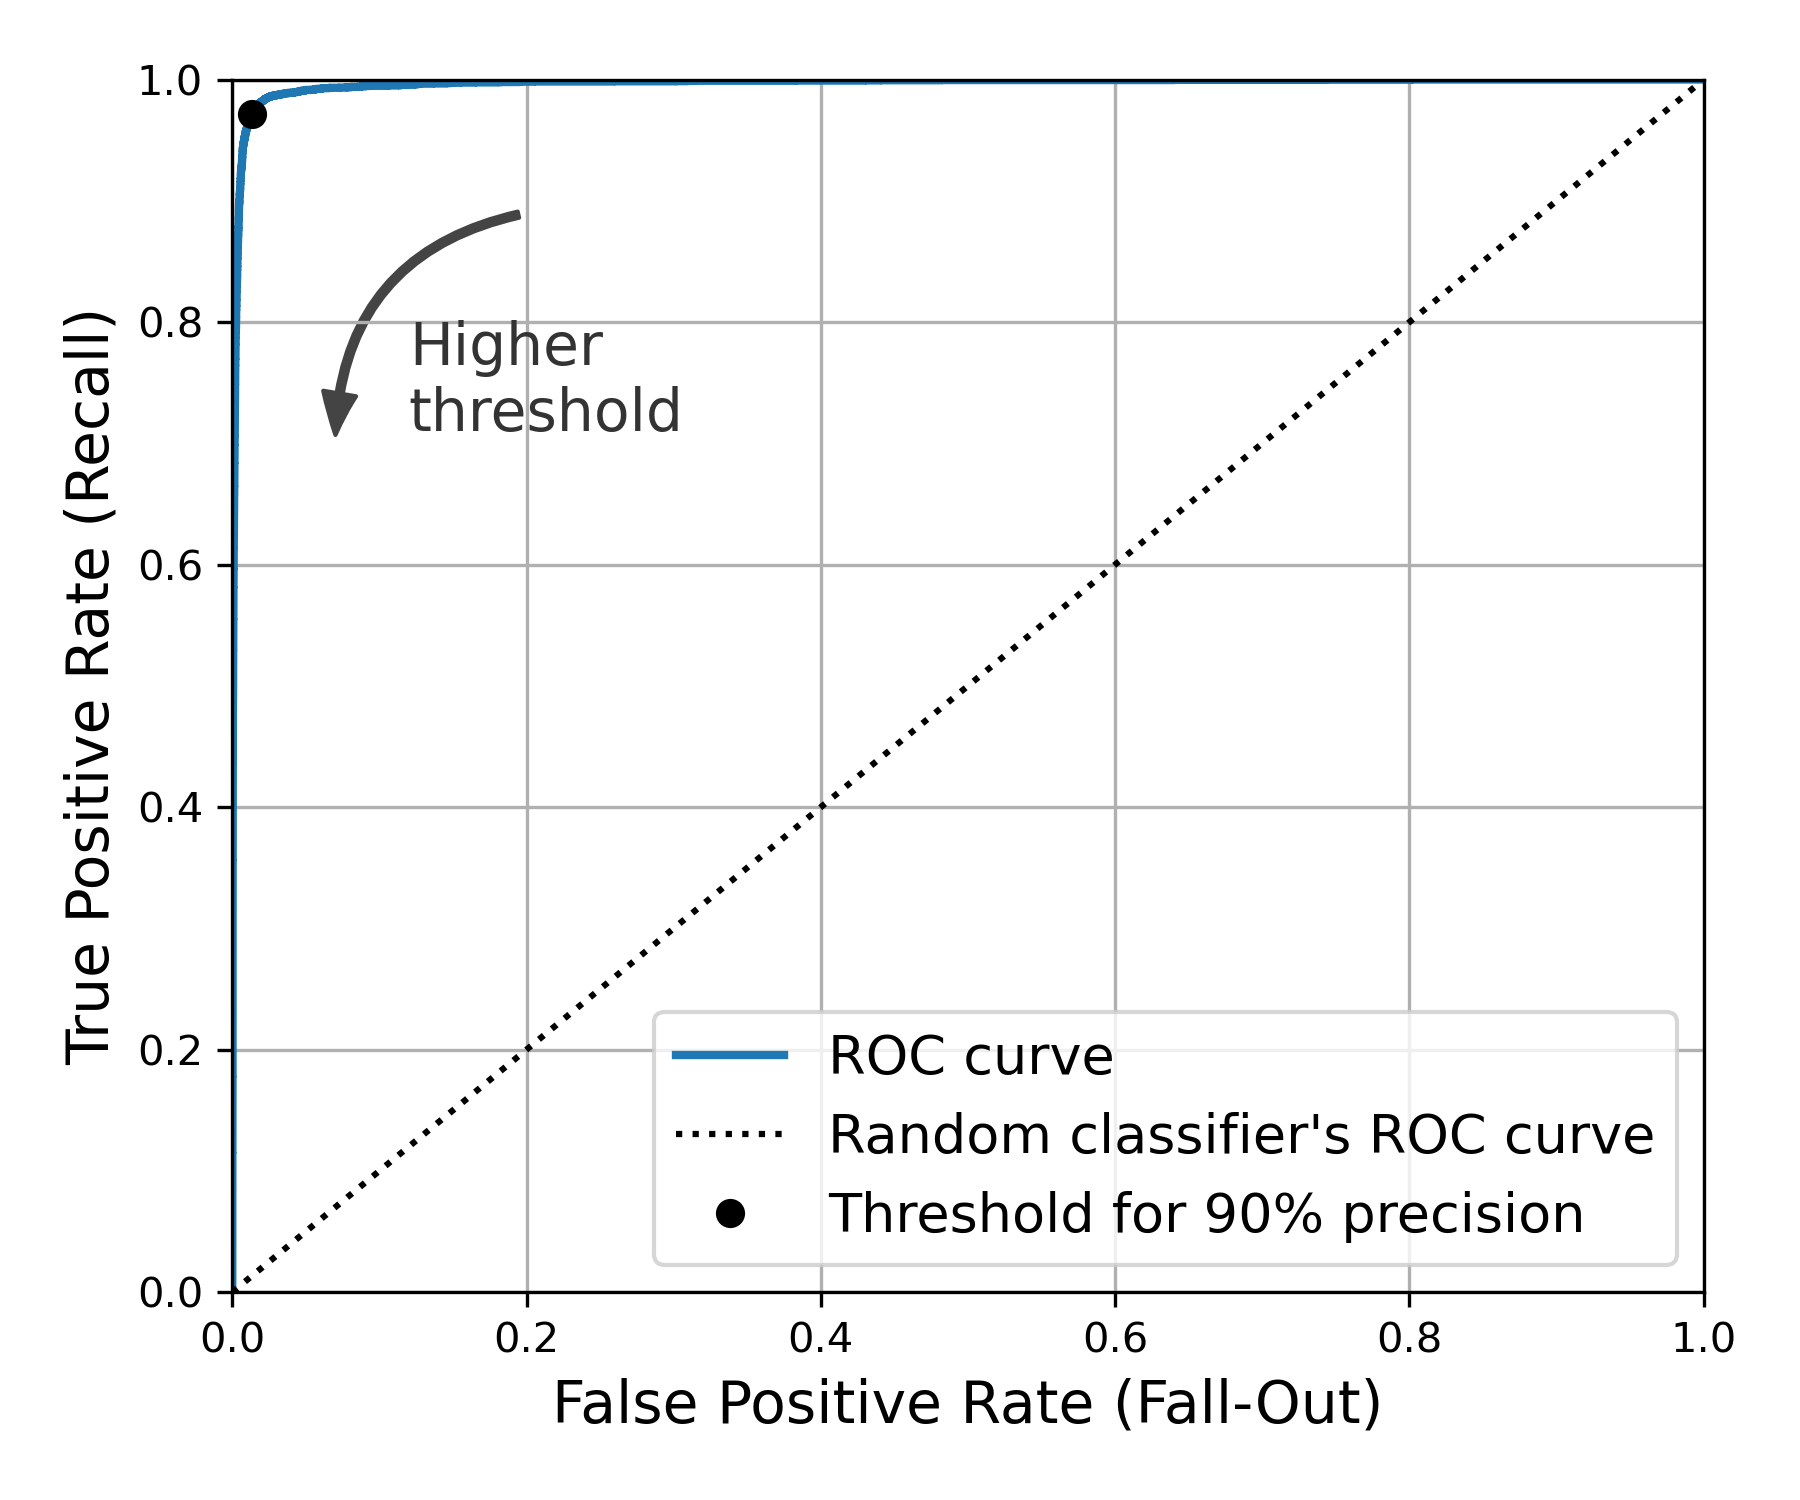 1.0
0.8
0.6
0.4
0.2
0.0
True Positive Rate (Recall)
Higher
threshold
ROC curve
Random classifier's ROC curve
Threshold for 90% precision
0.0 0.2 0.4 0.6 0.8 1.0
False Positive Rate (Fall-Out)